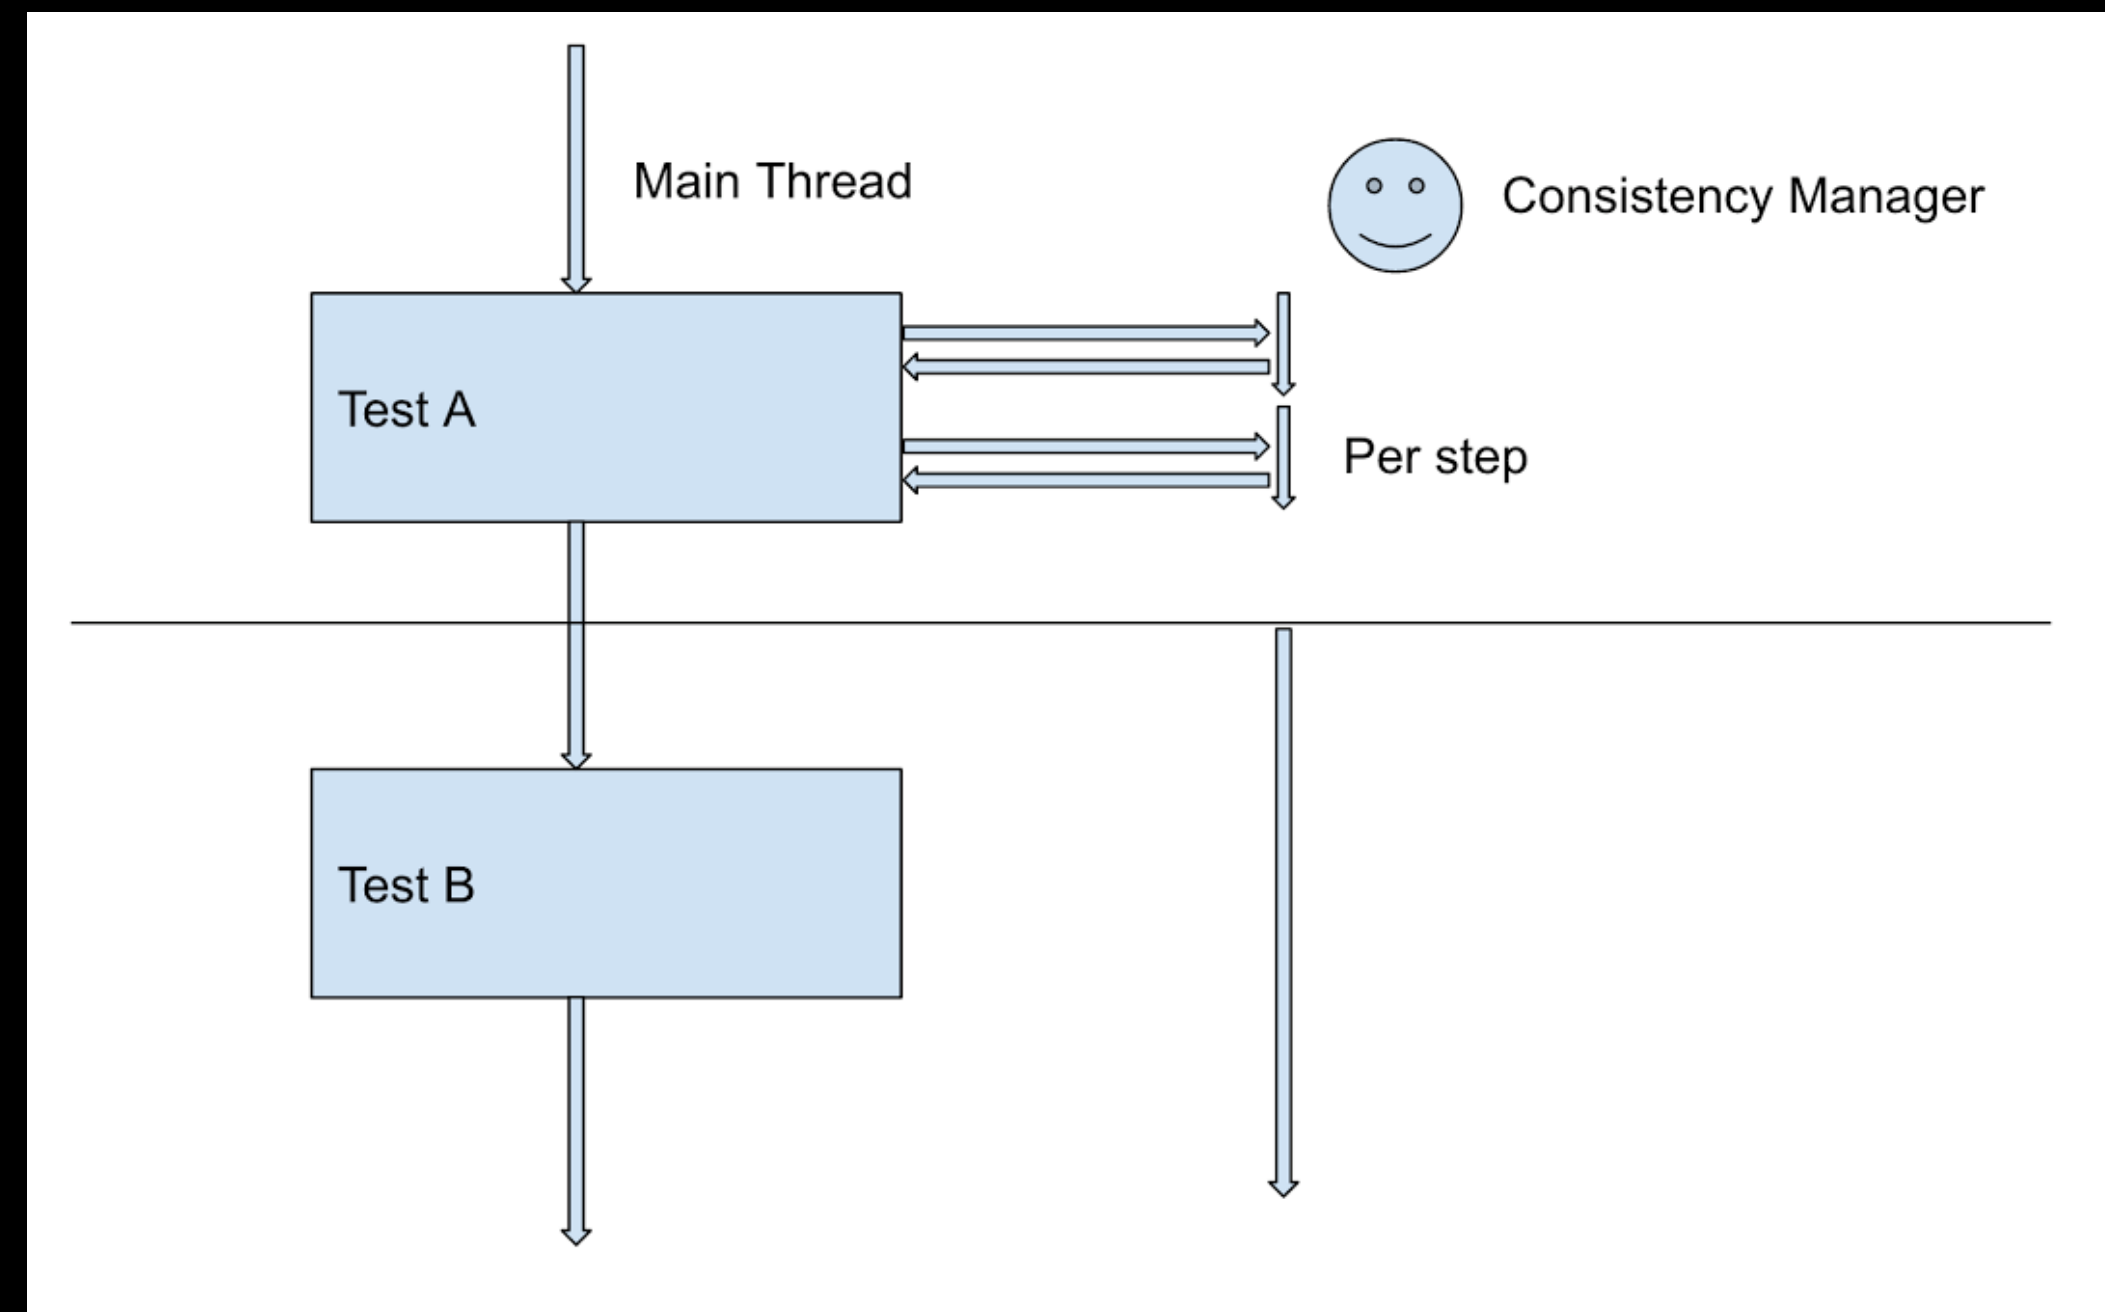 Main Thread
Consistency Manager
Test A
Per step
Test B